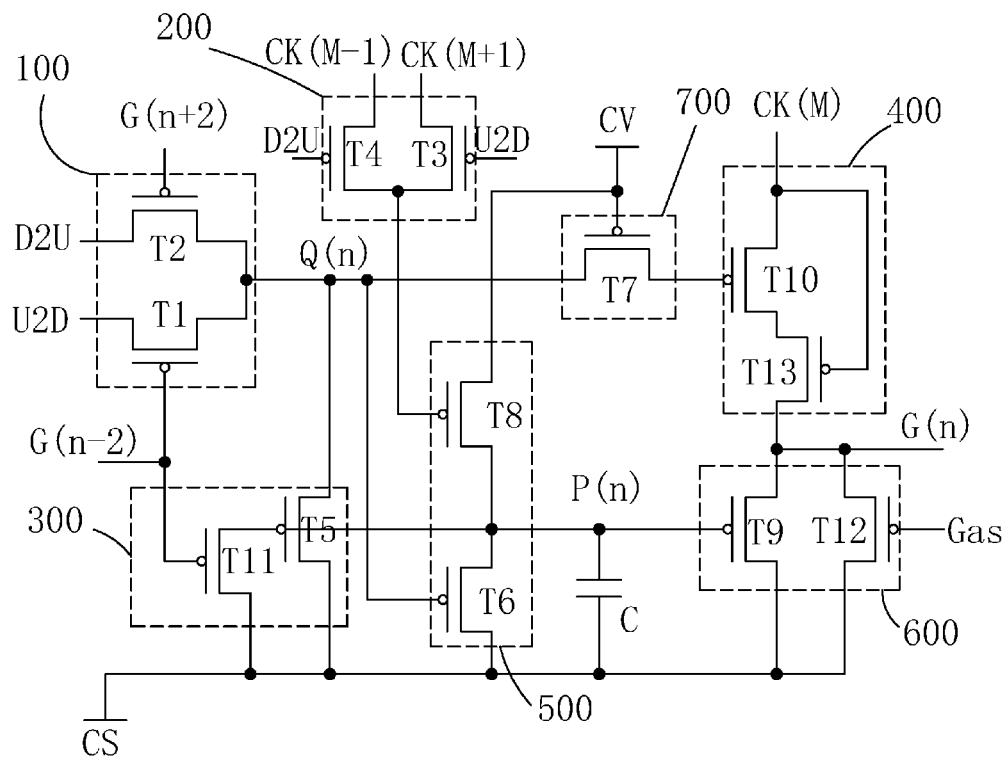 200
CK(M-1) CK(M+1)
100
G(n+2)
D2U
T4
T3
U2D
CV
700
CK(M)
400
D2U
T2
Q(n)
T7
T10
U2D
T1
T13
T8
G(n-2)
G(n)
P(n)
300
T5
T11
T9
T12
Gas
T6
C
600
500
CS